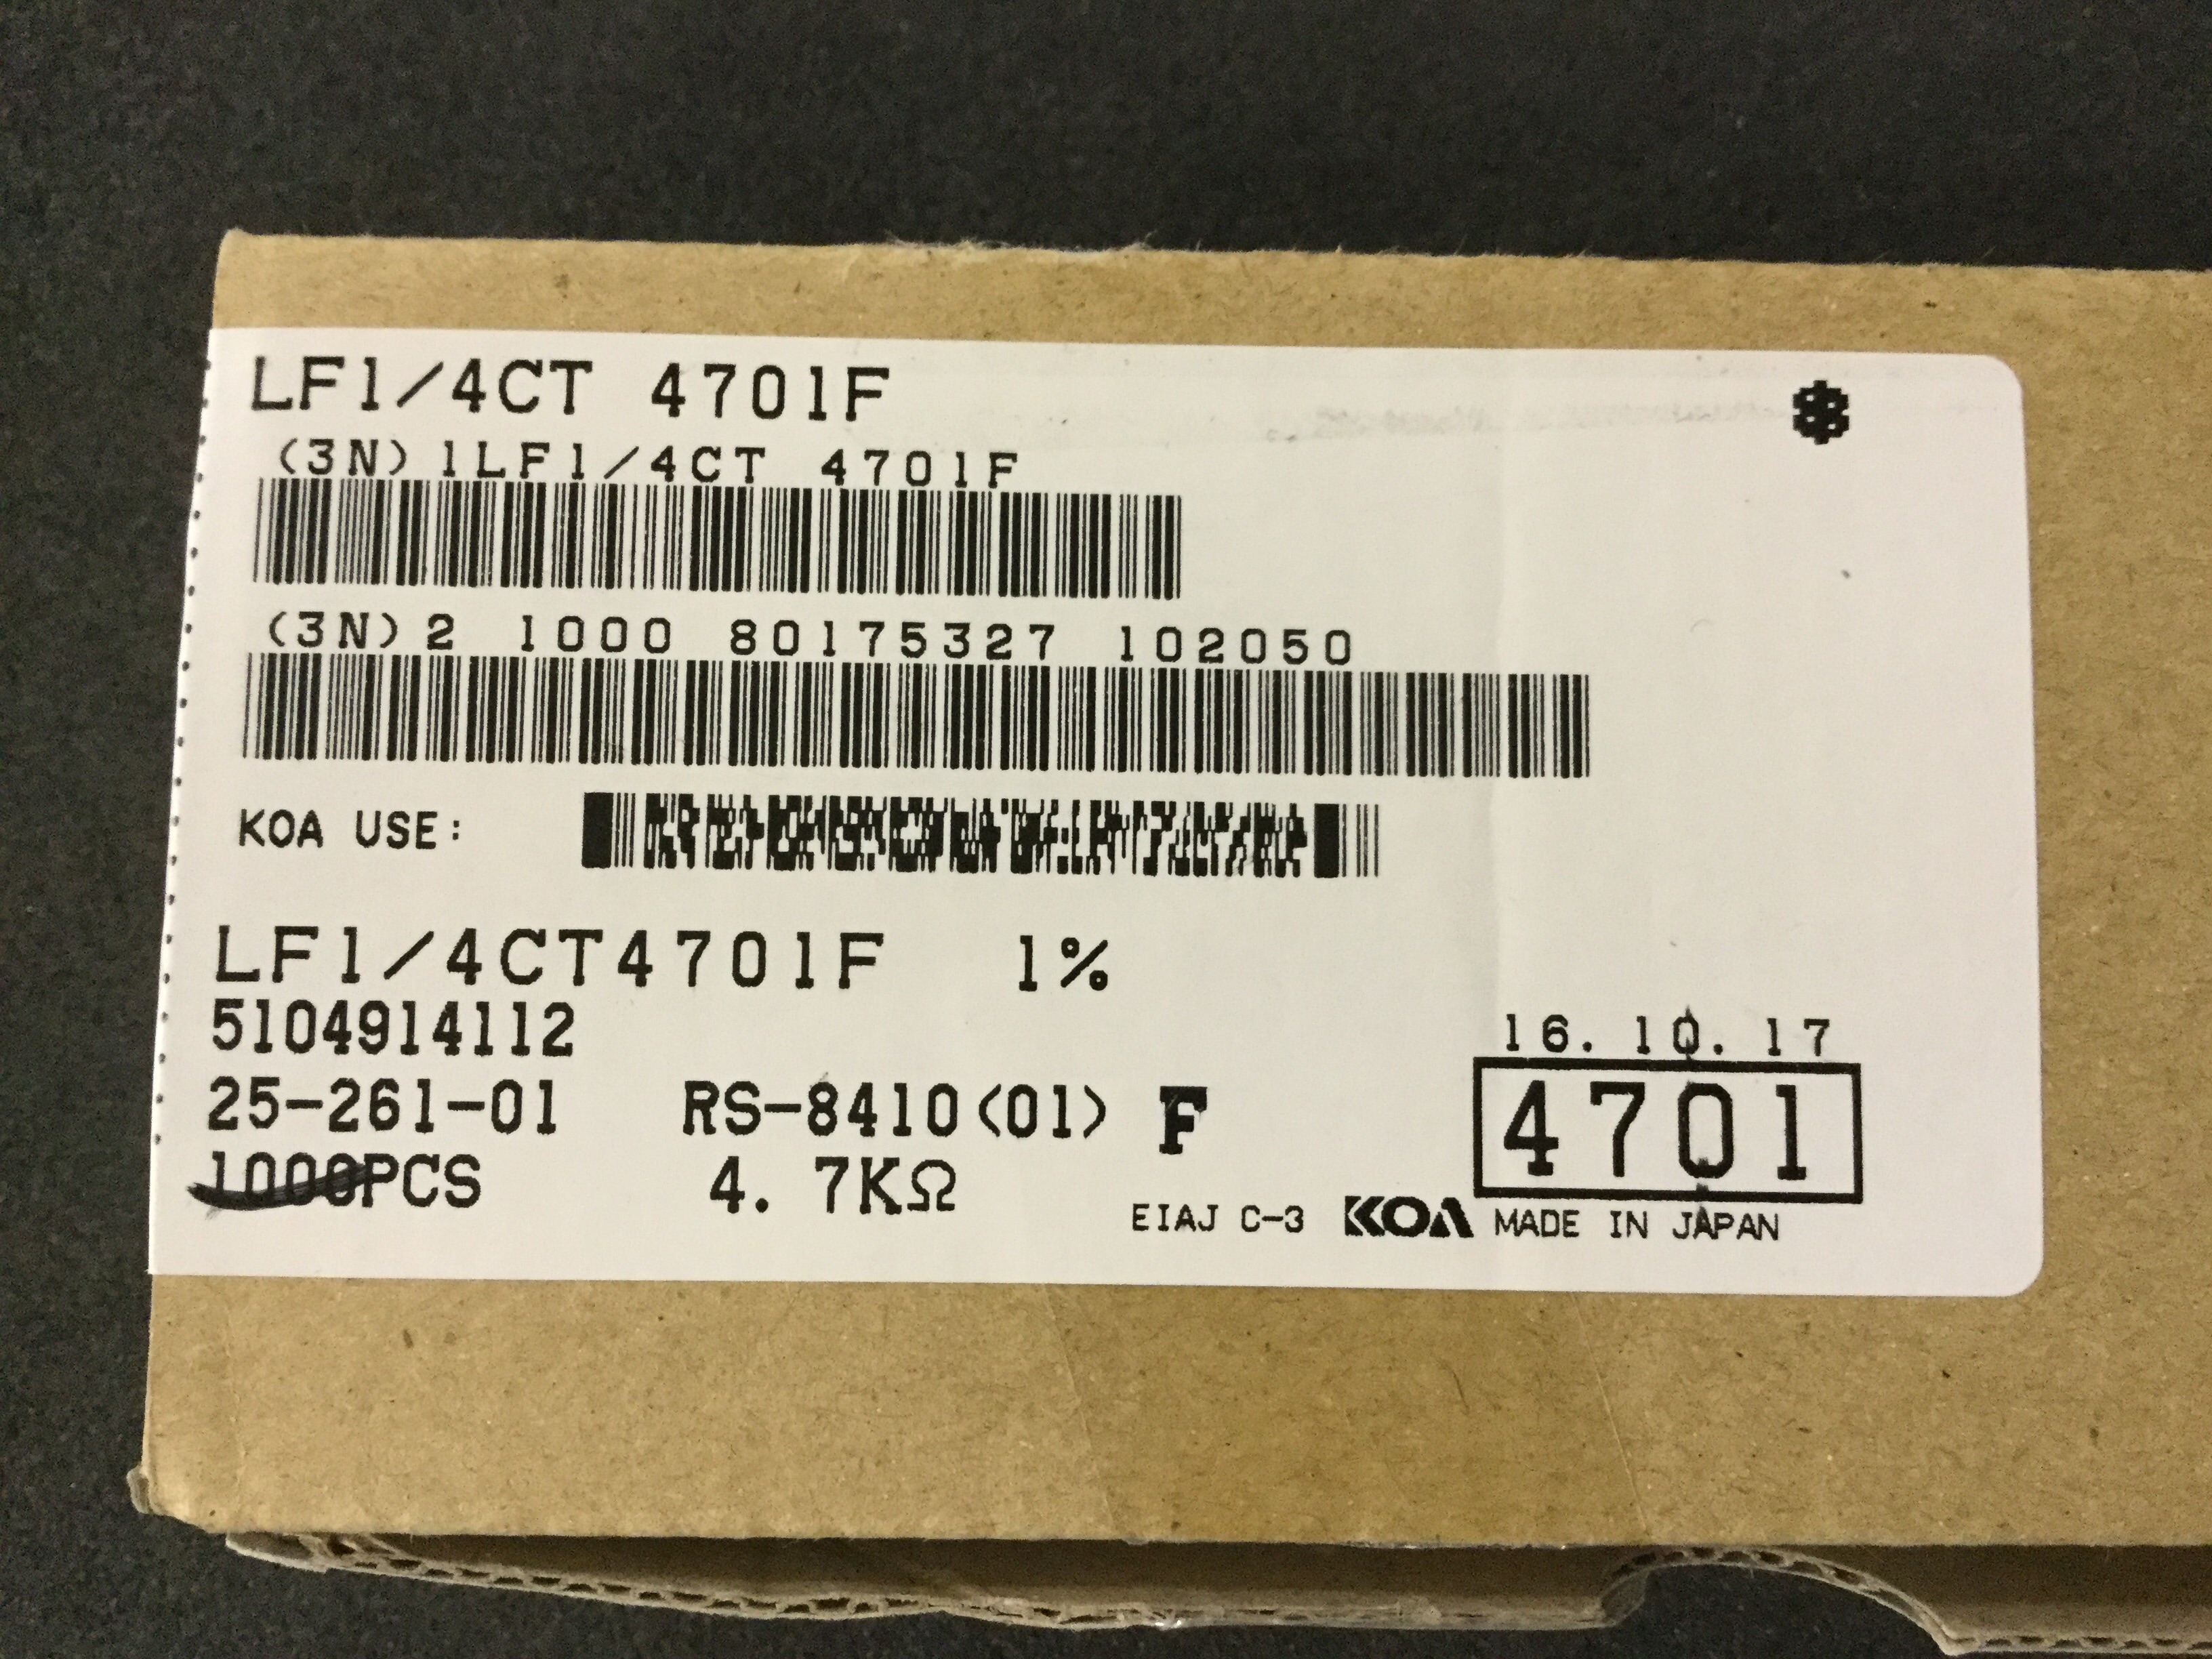 LF1/4CT 4701F
(3N)1LF1/4CT 4701F
(3N)2 1000 80175327 102050
KOA USE:
LF1/4CT4701F 1%
5104914112
25-261-01 RS-8410(01) F
1000PCS 4.7KΩ
16.10.17
4701
EIAJ C-3 KOA MADE IN JAPAN